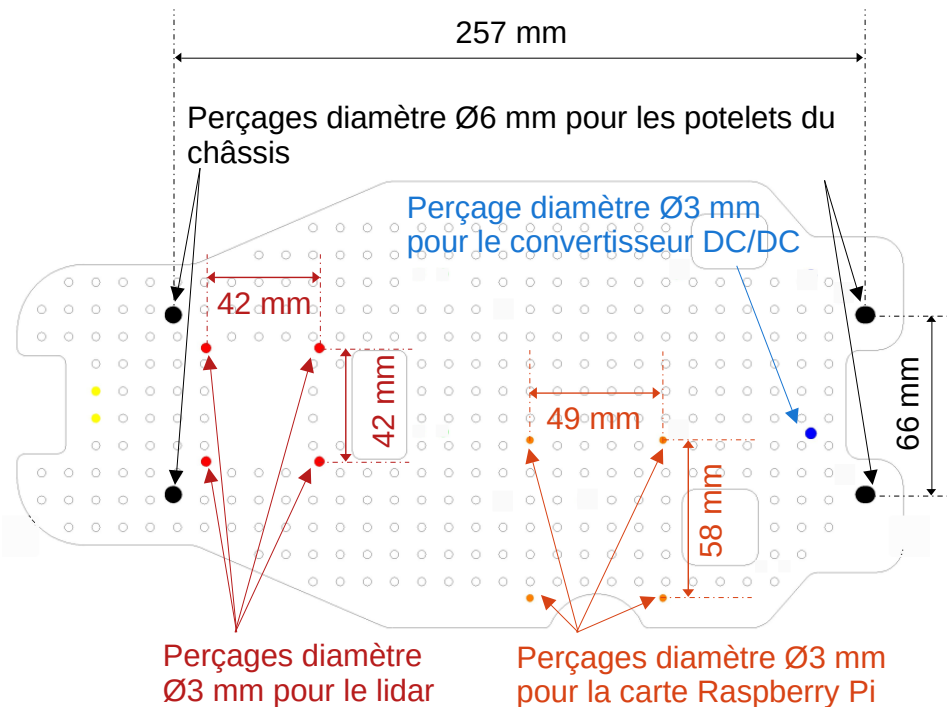 257 mm
Perçages diamètre Ø6 mm pour les potelets du
châssis
Perçage diamètre Ø3 mm
pour le convertisseur DC/DC
42 mm
42 mm
49 mm
66 mm
58 mm
Perçages diamètre
Ø3 mm pour le lidar
Perçages diamètre Ø3 mm
pour la carte Raspberry Pi